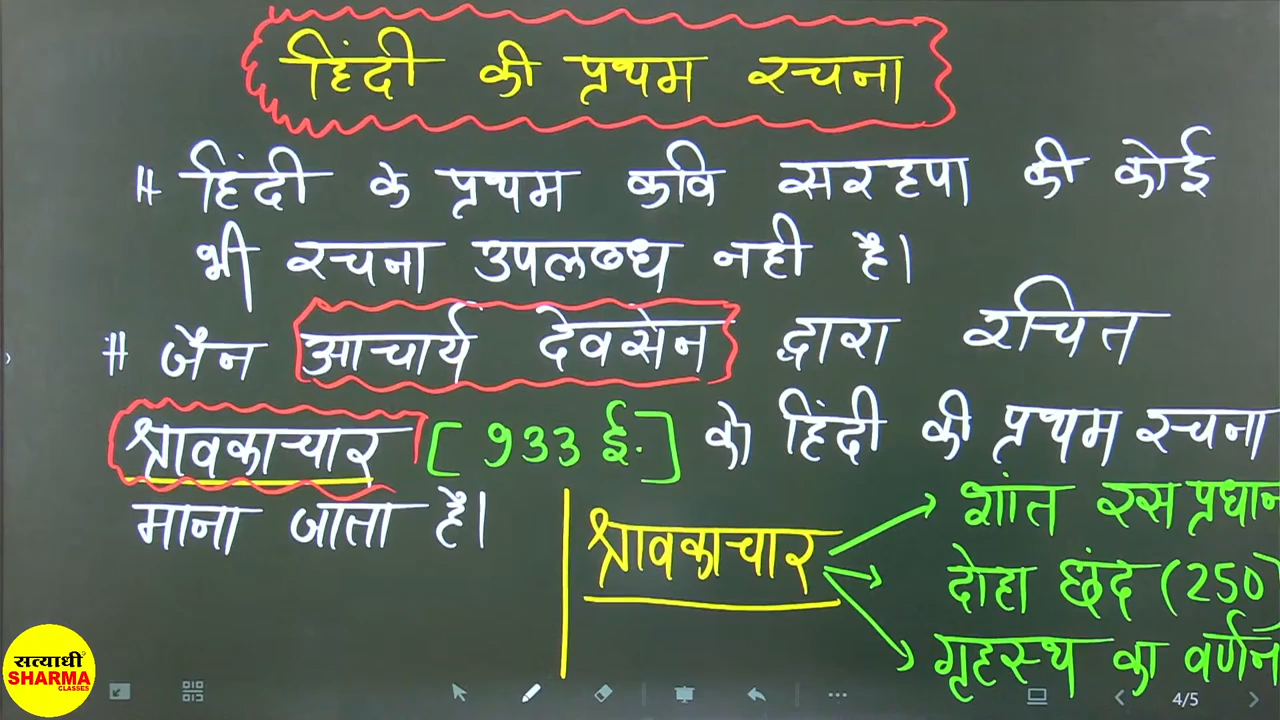 हिंदी की प्रथम रचना
# हिंदी के प्रथम कवि सरहपा की कोई
भी रचना उपलब्ध नही है।
# जैन आचार्य देवसेन द्वारा रचित
श्रावकाचार [933 ई.] को हिंदी की प्रथम रचना
माना जाता है।
श्रावकाचार
शांत रस प्रधान
दोहा छंद (250)
गृहस्थ का वर्णन
सत्यार्थी
SHARMA
CLASSES
4/5